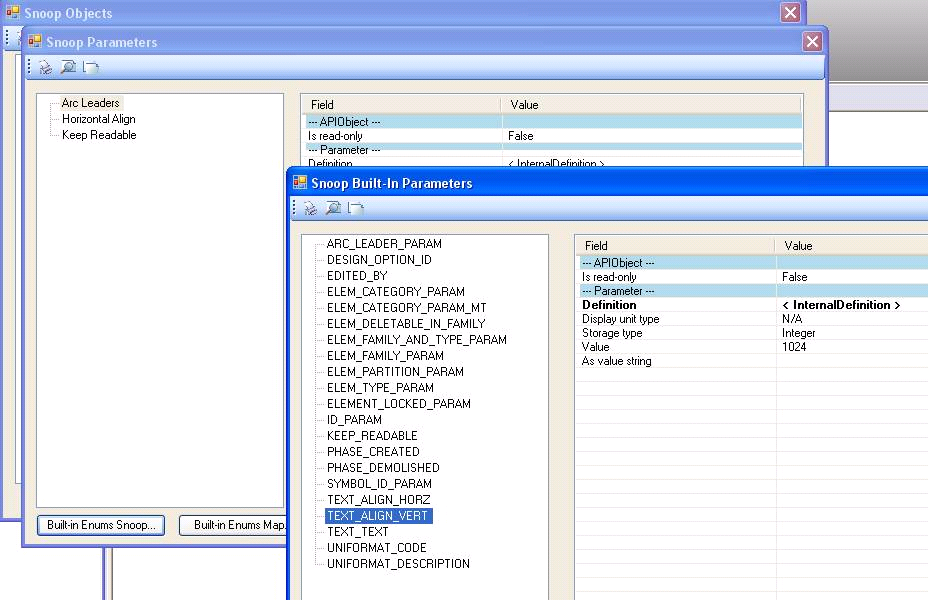 Snoop Objects
Snoop Parameters
Arc Leaders
Horizontal Align
Keep Readable
Field Value
--- APIObject ---
Is read-only False
--- Parameter ---
Definition < InternalDefinition >
Built-in Enums Snoop... Built-in Enums Map.
Snoop Built-In Parameters
ARC_LEADER_PARAM
DESIGN_OPTION_ID
EDITED_BY
ELEM_CATEGORY_PARAM
ELEM_CATEGORY_PARAM_MT
ELEM_DELETABLE_IN_FAMILY
ELEM_FAMILY_AND_TYPE_PARAM
ELEM_FAMILY_PARAM
ELEM_PARTITION_PARAM
ELEM_TYPE_PARAM
ELEMENT_LOCKED_PARAM
ID_PARAM
KEEP_READABLE
PHASE_CREATED
PHASE_DEMOLISHED
SYMBOL_ID_PARAM
TEXT_ALIGN_HORZ
TEXT_ALIGN_VERT
TEXT_TEXT
UNIFORMAT_CODE
UNIFORMAT_DESCRIPTION
Field Value
--- APIObject ---
Is read-only False
--- Parameter ---
Definition < InternalDefinition >
Display unit type N/A
Storage type Integer
Value 1024
As value string